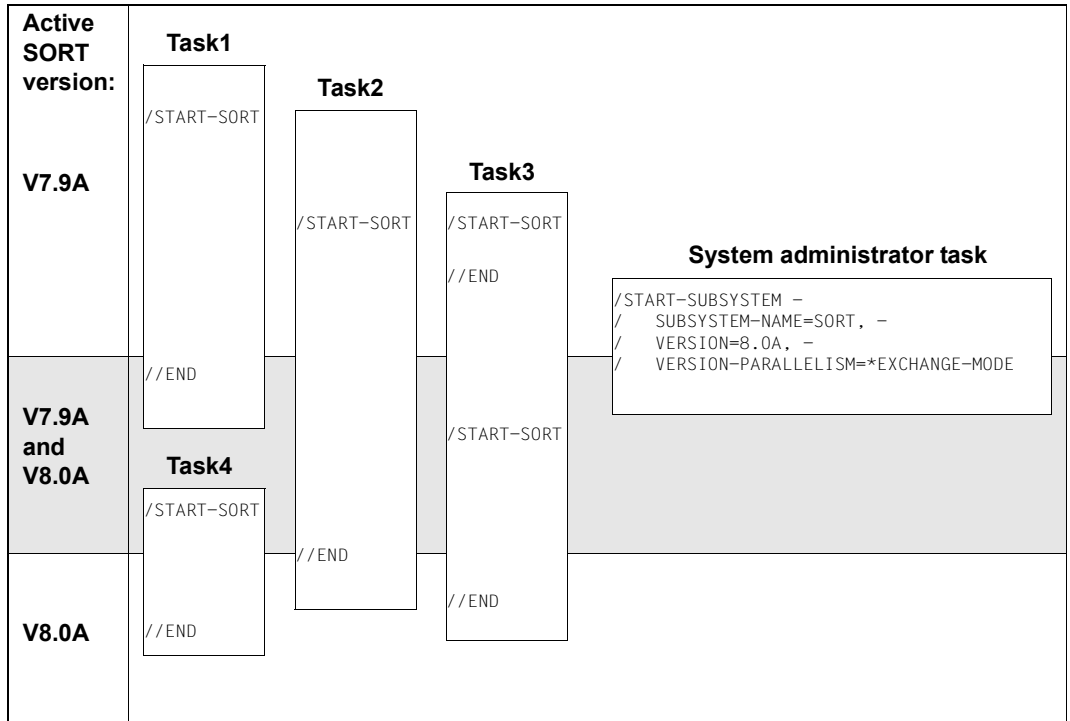 Active
SORT
version:
Task1
/START-SORT
Task2
V7.9A
Task3
/START-SORT
/START-SORT
//END
System administrator task
/START-SUBSYSTEM –
/   SUBSYSTEM-NAME=SORT, –
/   VERSION=8.0A, –
/   VERSION-PARALLELISM=*EXCHANGE-MODE
//END
V7.9A
and
V8.0A
/START-SORT
Task4
/START-SORT
//END
//END
V8.0A
//END